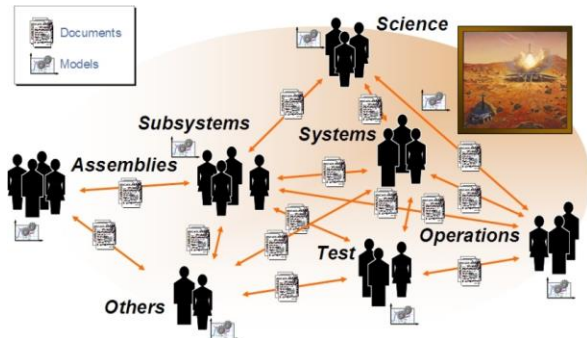 Documents
Models
Science
Subsystems
Systems
Assemblies
Operations
Test
Others